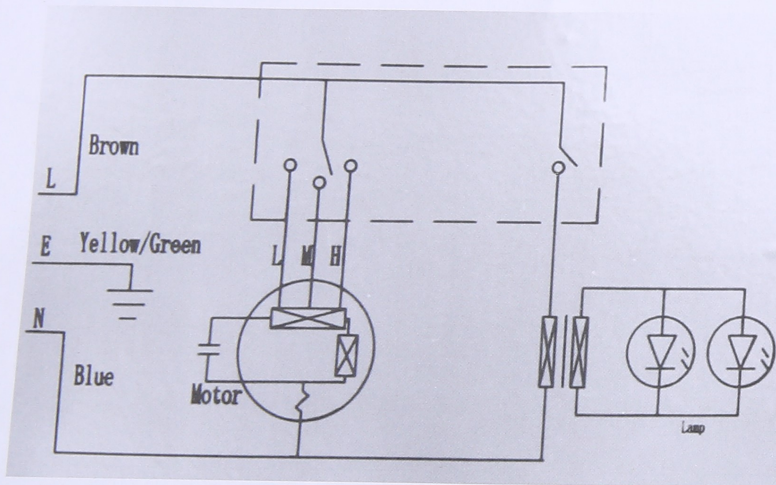 Brown
L
E Yellow/Green
L M H
N
Blue
Motor
Lamp